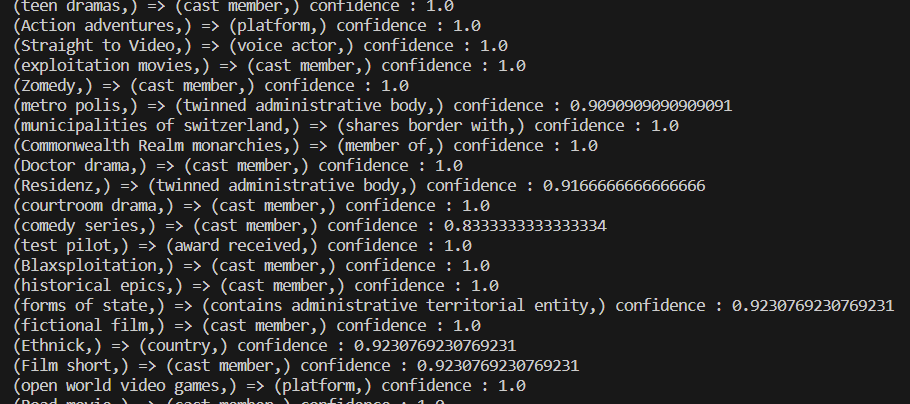 (teen dramas,) => (cast member,) confidence : 1.0
(Action adventures,) => (platform,) confidence : 1.0
(Straight to Video,) => (voice actor,) confidence : 1.0
(exploitation movies,) => (cast member,) confidence : 1.0
(Zomedy,) => (cast member,) confidence : 1.0
(metro polis,) => (twinned administrative body,) confidence : 0.9090909090909091
(municipalities of switzerland,) => (shares border with,) confidence : 1.0
(Commonwealth Realm monarchies,) => (member of,) confidence : 1.0
(Doctor drama,) => (cast member,) confidence : 1.0
(Residenz,) => (twinned administrative body,) confidence : 0.9166666666666666
(courtroom drama,) => (cast member,) confidence : 1.0
(comedy series,) => (cast member,) confidence : 0.8333333333333334
(test pilot,) => (award received,) confidence : 1.0
(Blaxsploitation,) => (cast member,) confidence : 1.0
(historical epics,) => (cast member,) confidence : 1.0
(forms of state,) => (contains administrative territorial entity,) confidence : 0.9230769230769231
(fictional film,) => (cast member,) confidence : 1.0
(Ethnick,) => (country,) confidence : 0.9230769230769231
(Film short,) => (cast member,) confidence : 0.9230769230769231
(open world video games,) => (platform,) confidence : 1.0
(Road movie,) => (cast member,) confidence : 1.0